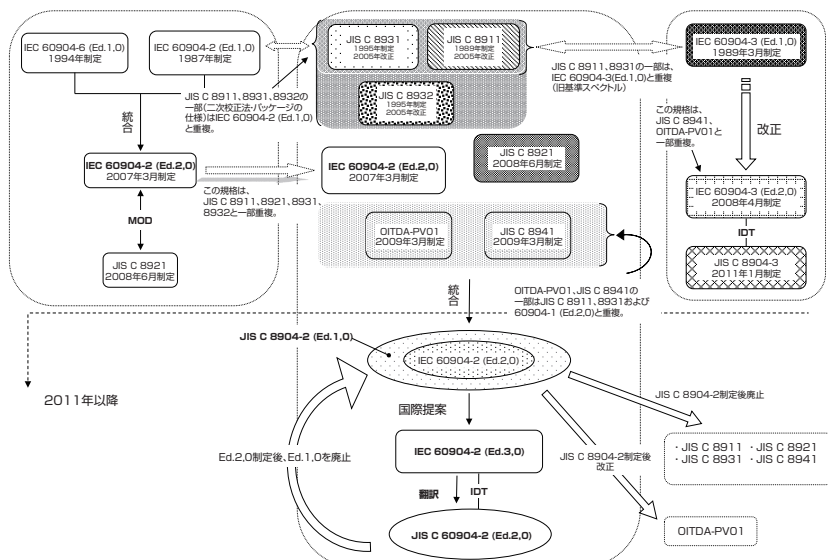 IEC 60904-6 (Ed.1,0)
1994年制定
IEC 60904-2 (Ed.1,0)
1987年制定
JIS C 8931
1995年制定
2005年改正
JIS C 8911
1989年制定
2005年改正
JIS C 8932
1995年制定
2005年改正
IEC 60904-3 (Ed.1,0)
1989年3月制定
JIS C 8911、8931、8932の
一部(二次校正法・パッケージの
仕様)はIEC 60904-2 (Ed.1,0)
と重複。
JIS C 8911、8931の一部は、
IEC 60904-3(Ed.1,0)と重複
(旧基準スペクトル)
この規格は、
JIS C 8941、
OITDA-PV01と
一部重複。
改正
統合
IEC 60904-2 (Ed.2,0)
2007年3月制定
IEC 60904-2 (Ed.2,0)
2007年3月制定
JIS C 8921
2008年6月制定
IEC 60904-3 (Ed.2,0)
2008年4月制定
この規格は、
JIS C 8911、8921、8931、
8932と一部重複。
MOD
IDT
JIS C 8921
2008年6月制定
OITDA-PV01
2009年3月制定
JIS C 8941
2009年3月制定
JIS C 8904-3
2011年1月制定
統合
OITDA-PV01、JIS C 8941の
一部はJIS C 8911、8931および
60904-1 (Ed.2,0)と重複。
JIS C 8904-2 (Ed.1,0)
IEC 60904-2 (Ed.2,0)
2011年以降
JIS C 8904-2制定後廃止
国際提案
・JIS C 8911 ・JIS C 8921
・JIS C 8931 ・JIS C 8941
IEC 60904-2 (Ed.3,0)
Ed.2,0制定後、Ed.1,0を廃止
JIS C 8904-2制定後
改正
翻訳
IDT
JIS C 60904-2 (Ed.2,0)
OITDA-PV01